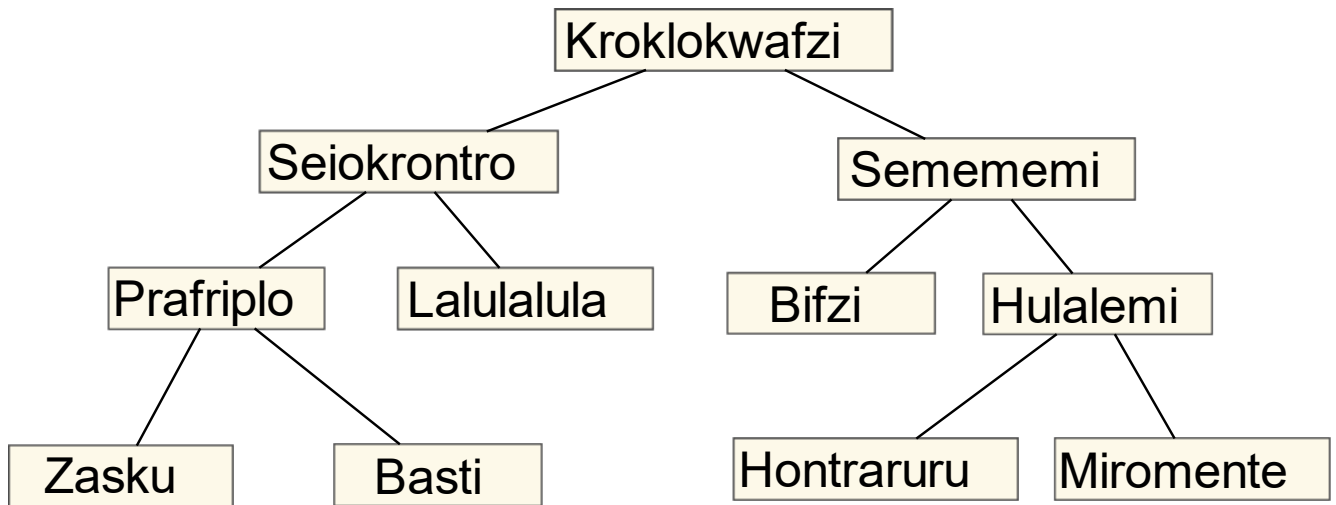 Kroklokwafzi
Seiokrontro
Semememi
Prafriplo
Lalulalula
Bifzi
Hulalemi
Zasku
Basti
Hontraruru
Miromente